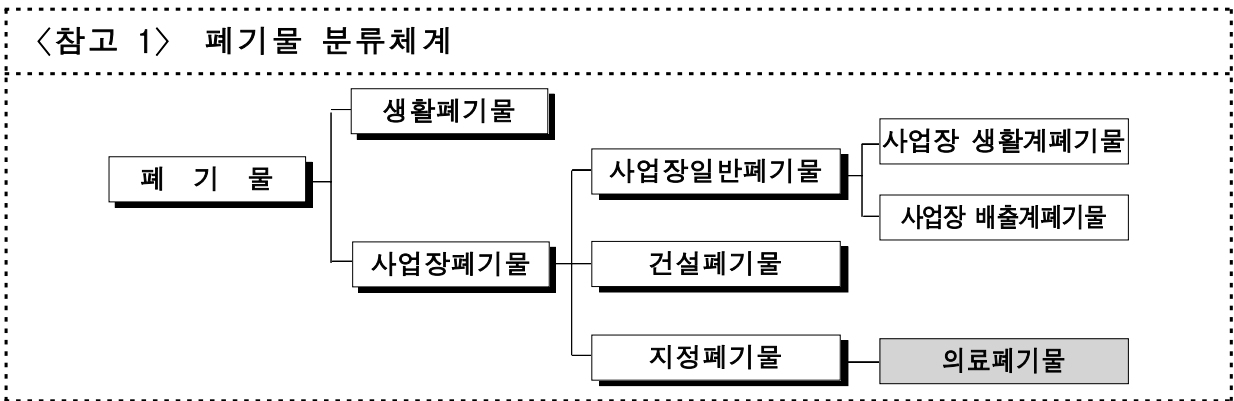 〈참고 1〉 폐기물 분류체계
생활폐기물
폐 기 물
사업장폐기물
사업장일반폐기물
건설폐기물
지정폐기물
사업장 생활계폐기물
사업장 배출계폐기물
의료폐기물